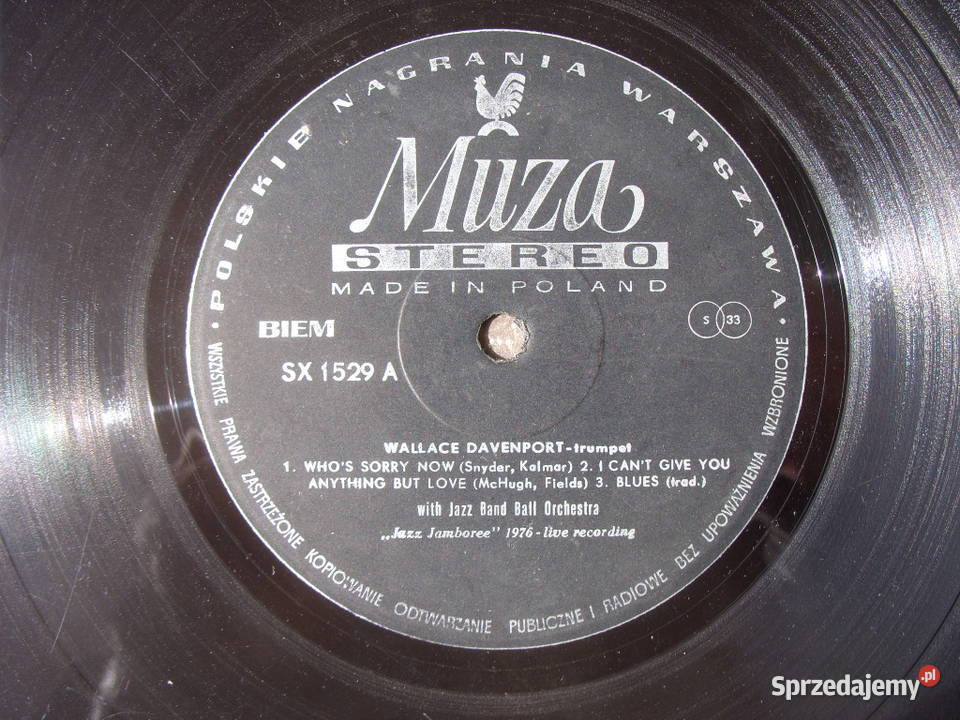 POLSKIE NAGRANIA WARSZAWA
Muza
STEREO
MADE IN POLAND
BIEM
S 33
SX 1529 A
WALLACE DAVENPORT-trumpet
1. WHO'S SORRY NOW (Snyder, Kalmar) 2. I CAN'T GIVE YOU
ANYTHING BUT LOVE (McHugh, Fields) 3. BLUES (trad.)
with Jazz Band Ball Orchestra
„Jazz Jamboree" 1976 - live recording
· WSZYSTKIE PRAWA ZASTRZEŻONE KOPIOWANIE ODTWARZANIE PUBLICZNE I RADIOWE BEZ UPOWAŻNIENIA WZBRONIONE ·
Sprzedajemy.pl